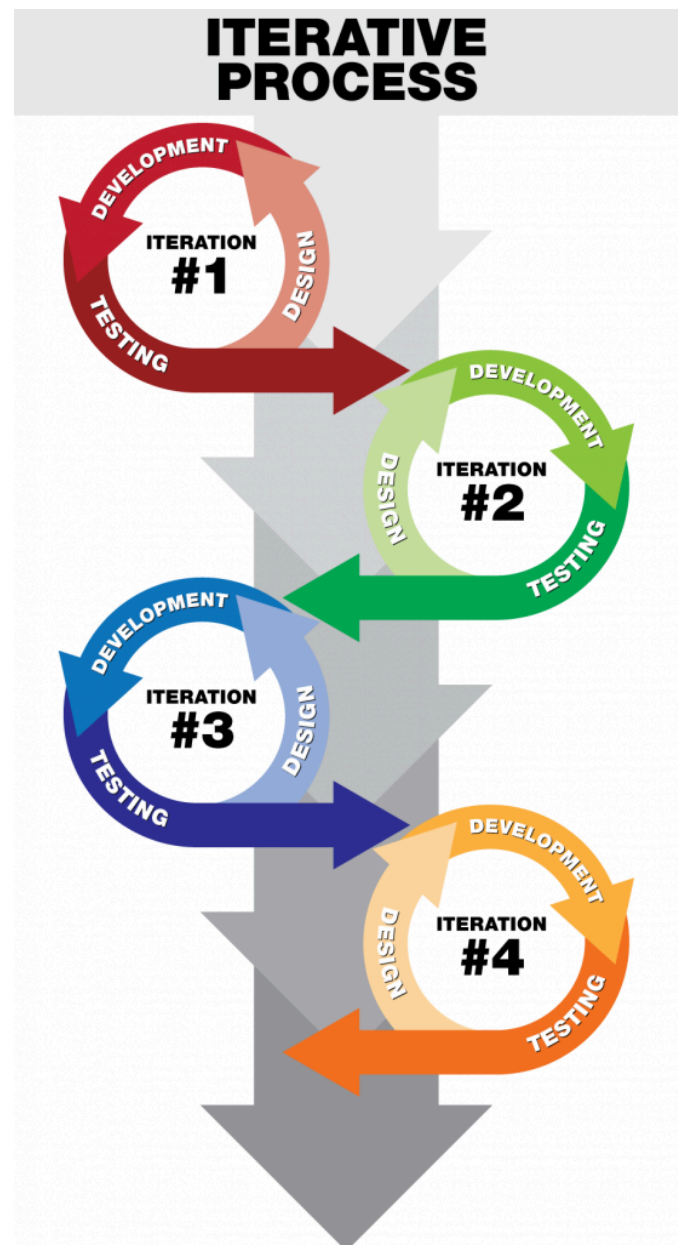 ITERATIVE
PROCESS
DEVELOPMENT
ITERATION
#1
DESIGN
TESTING
DEVELOPMENT
ITERATION
#2
DESIGN
TESTING
DEVELOPMENT
ITERATION
#3
DESIGN
TESTING
DEVELOPMENT
ITERATION
#4
DESIGN
TESTING